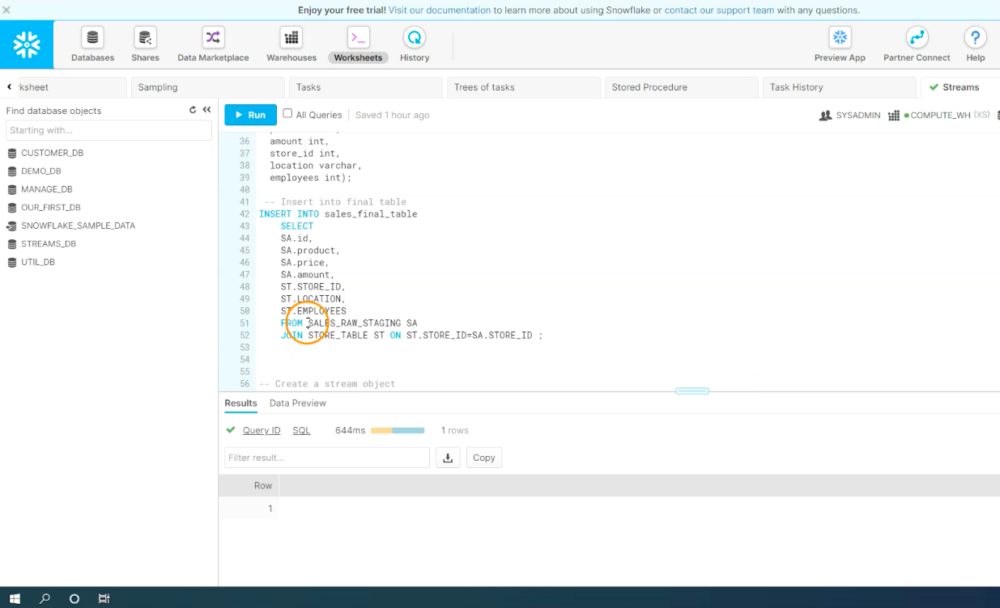 Enjoy your free trial! Visit our documentation to learn more about using Snowflake or contact our support team with any questions.
Databases
Shares
Data Marketplace
Warehouses
Worksheets
History
Preview App
Partner Connect
Help
ksheet
Sampling
Tasks
Trees of tasks
Stored Procedure
Task History
Streams
Find database objects
Starting with...
CUSTOMER_DB
DEMO_DB
MANAGE_DB
OUR_FIRST_DB
SNOWFLAKE_SAMPLE_DATA
STREAMS_DB
UTIL_DB
Run
All Queries
Saved 1 hour ago
SYSADMIN
COMPUTE_WH (XS)
36 amount int,
37 store_id int,
38 location varchar,
39 employees int);
40
41 -- Insert into final table
42 INSERT INTO sales_final_table
43 SELECT
44 SA.id,
45 SA.product,
46 SA.price,
47 SA.amount,
48 ST.STORE_ID,
49 ST.LOCATION,
50 ST.EMPLOYEES
51 FROM SALES_RAW_STAGING SA
52 JOIN STORE_TABLE ST ON ST.STORE_ID=SA.STORE_ID ;
53
54
55
56 -- Create a stream object
Results Data Preview
Query ID SQL 644ms 1 rows
Filter result...
Copy
Row
1